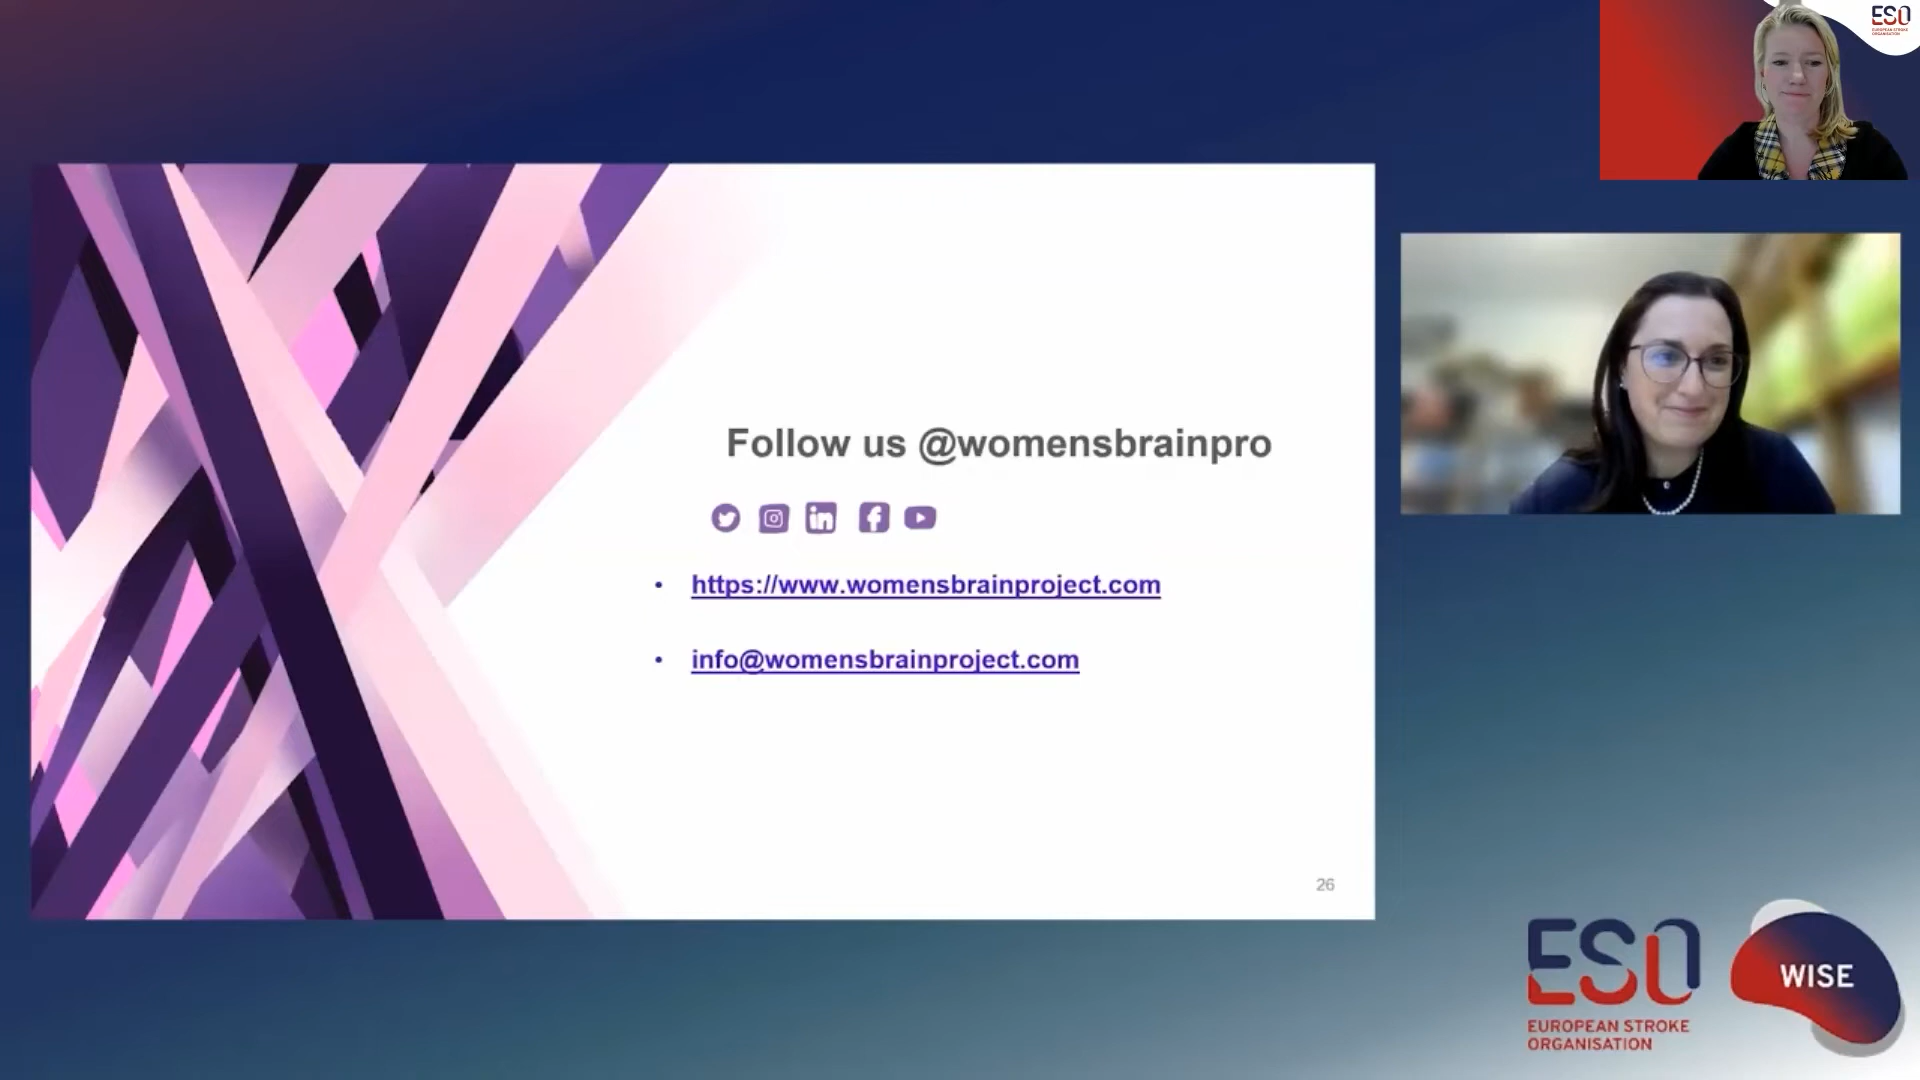 ESO
EUROPEAN STROKE
ORGANISATION
Follow us @womensbrainpro
in
f
• https://www.womensbrainproject.com
• info@womensbrainproject.com
26
ESO
EUROPEAN STROKE
ORGANISATION
WISE